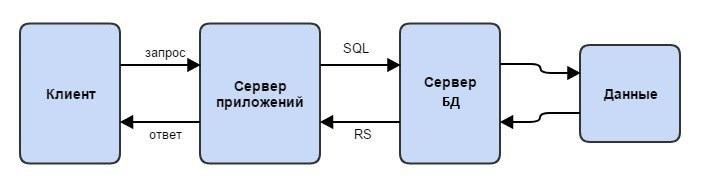 запрос
SQL
Клиент
Сервер
приложений
Сервер
БД
Данные
ответ
RS